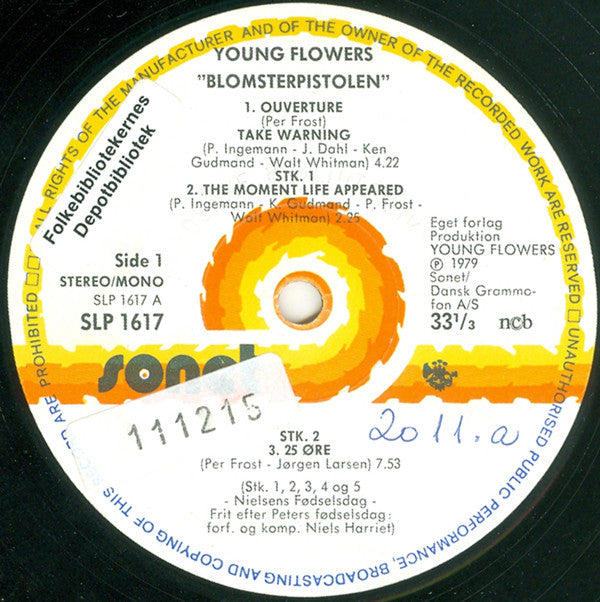 ALL RIGHTS OF THE MANUFACTURER AND OF THE OWNER OF THE RECORDED WORK ARE RESERVED
UNAUTHORISED PUBLIC PERFORMANCE, BROADCASTING AND COPYING OF THIS
ARE PROHIBITED
YOUNG FLOWERS
"BLOMSTERPISTOLEN"
1. OUVERTURE
(Per Frost)
TAKE WARNING
(P. Ingemann - J. Dahl - Ken
Gudmand - Walt Whitman) 4.22
STK. 1
2. THE MOMENT LIFE APPEARED
(P. Ingemann - K. Gudmand - P. Frost -
Walt Whitman) 2.25
Folkebibliotekernes
Depotbibliotek
Side 1
STEREO/MONO
SLP 1617 A
SLP 1617
Eget forlag
Produktion
YOUNG FLOWERS
Ⓟ 1979
Sonet/
Dansk Grammo-
fon A/S
33 1/3 ncb
sonet
111215
2011.a
STK. 2
3. 25 ØRE
(Per Frost - Jørgen Larsen) 7.53
(Stk. 1, 2, 3, 4 og 5
- Nielsens Fødselsdag -
Frit efter Peters fødselsdag:
forf. og komp. Niels Harriet)